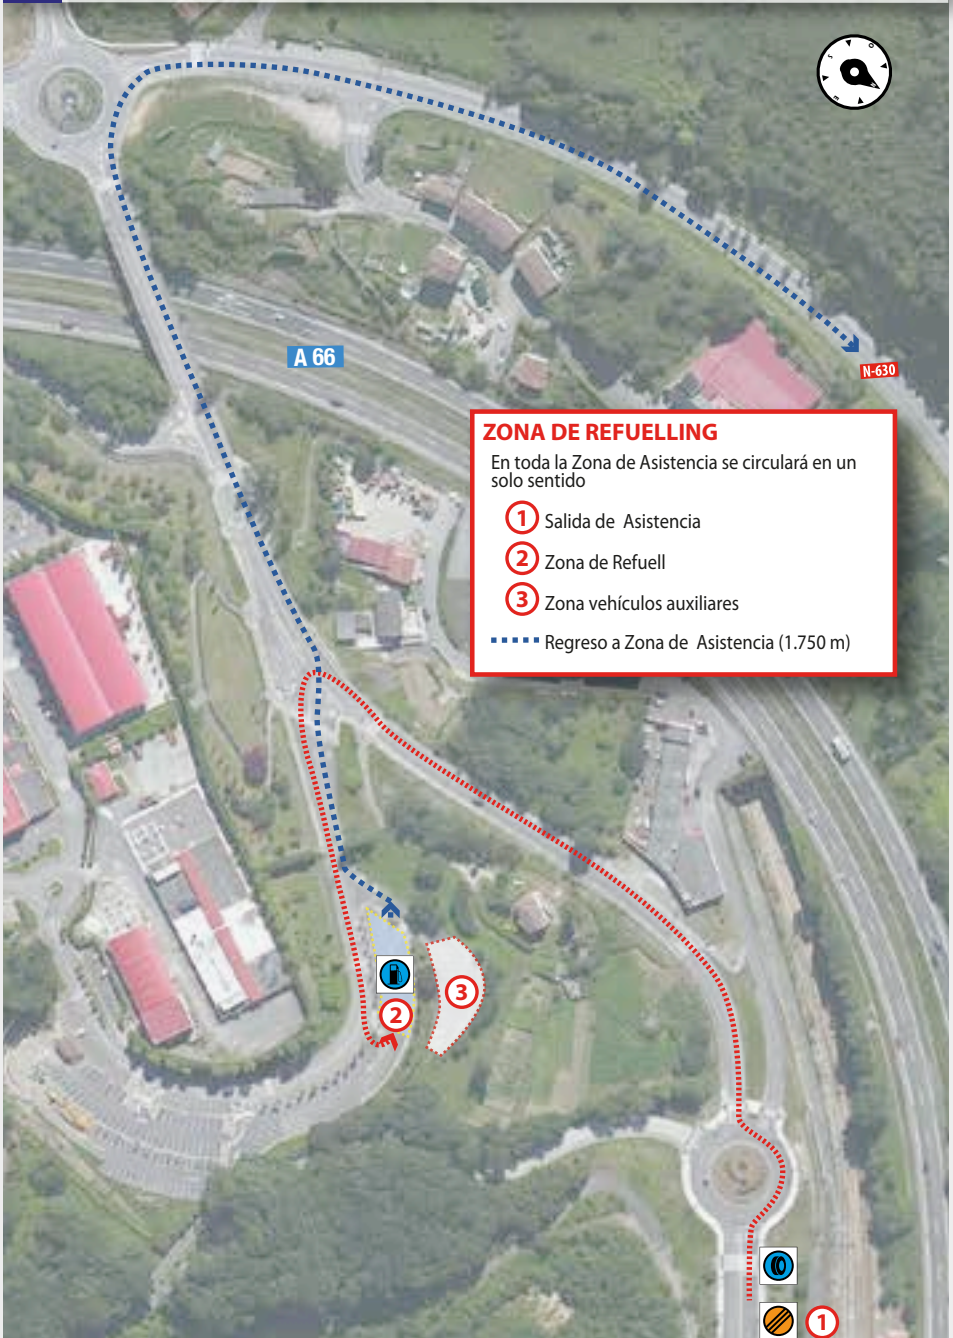 S
O
E
N
A 66
N-630
ZONA DE REFUELLING
En toda la Zona de Asistencia se circulará en un
solo sentido
1 Salida de Asistencia
2 Zona de Refuell
3 Zona vehículos auxiliares
Regreso a Zona de Asistencia (1.750 m)
3
2
1